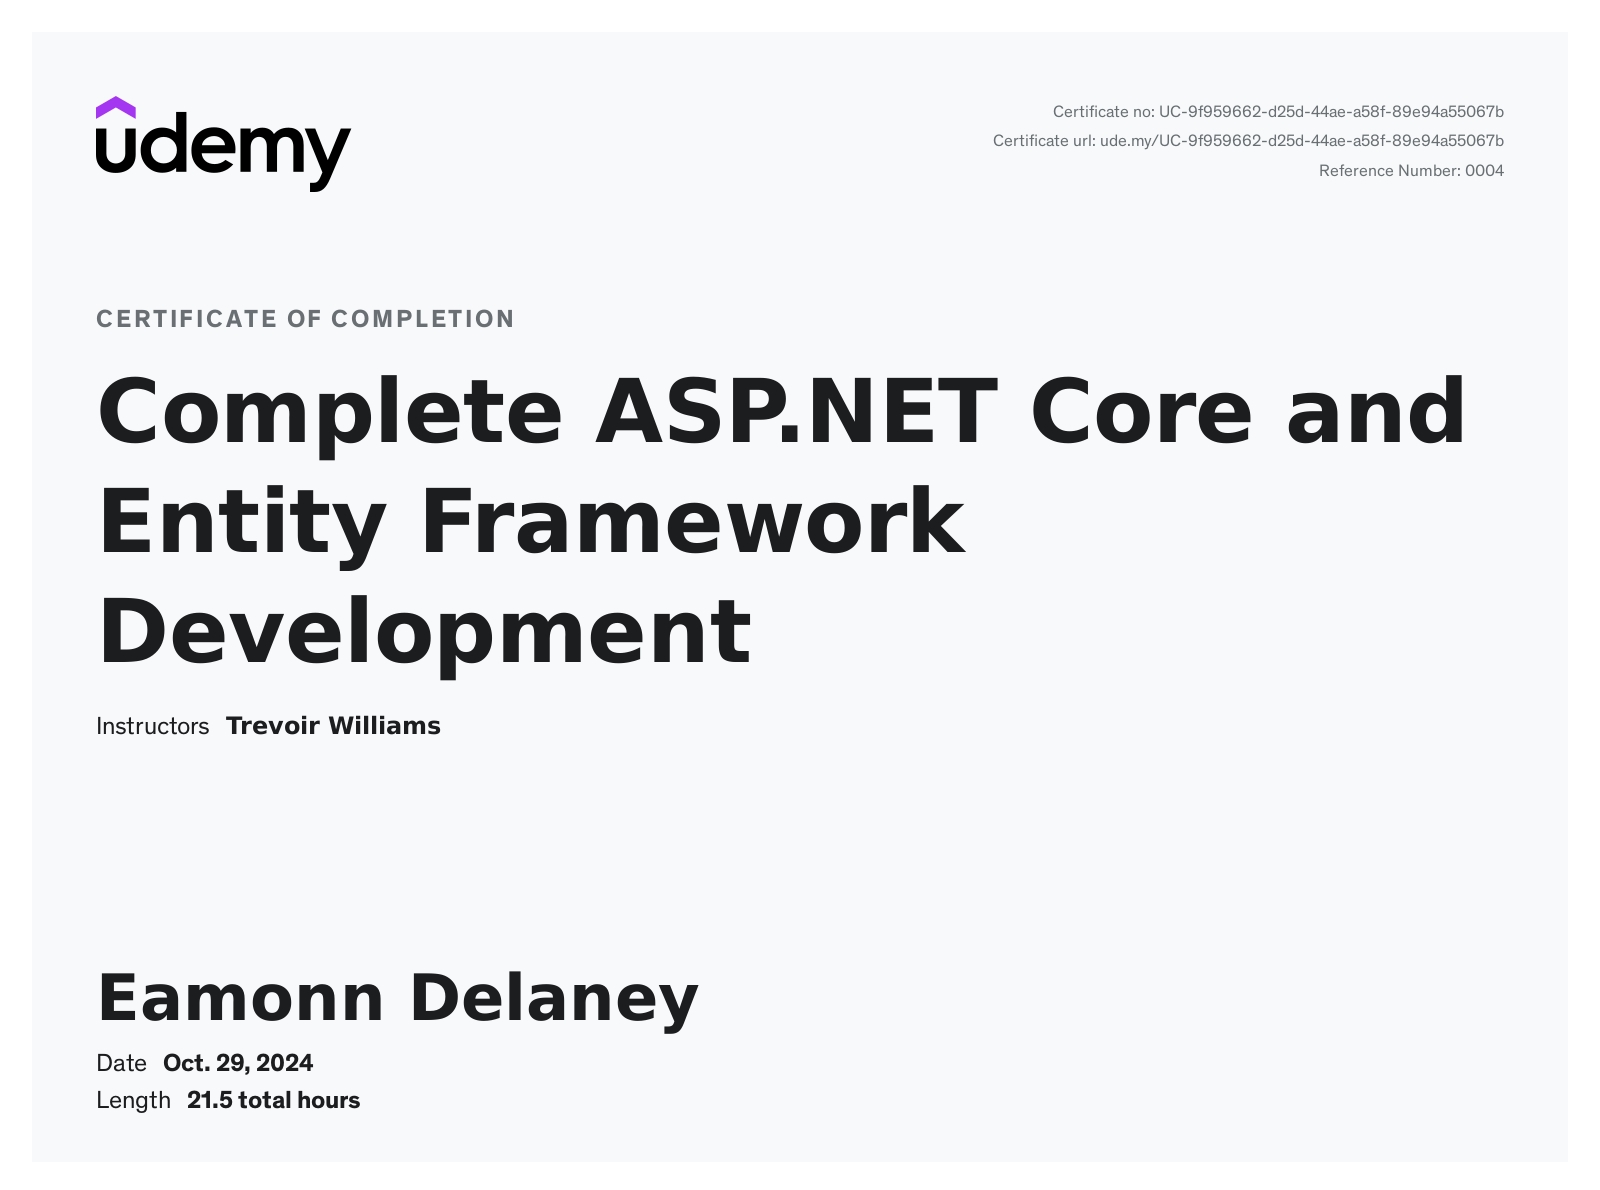 udemy
Certificate no: UC-9f959662-d25d-44ae-a58f-89e94a55067b
Certificate url: ude.my/UC-9f959662-d25d-44ae-a58f-89e94a55067b
Reference Number: 0004
CERTIFICATE OF COMPLETION
Complete ASP.NET Core and
Entity Framework
Development
Instructors Trevoir Williams
Eamonn Delaney
Date Oct. 29, 2024
Length 21.5 total hours